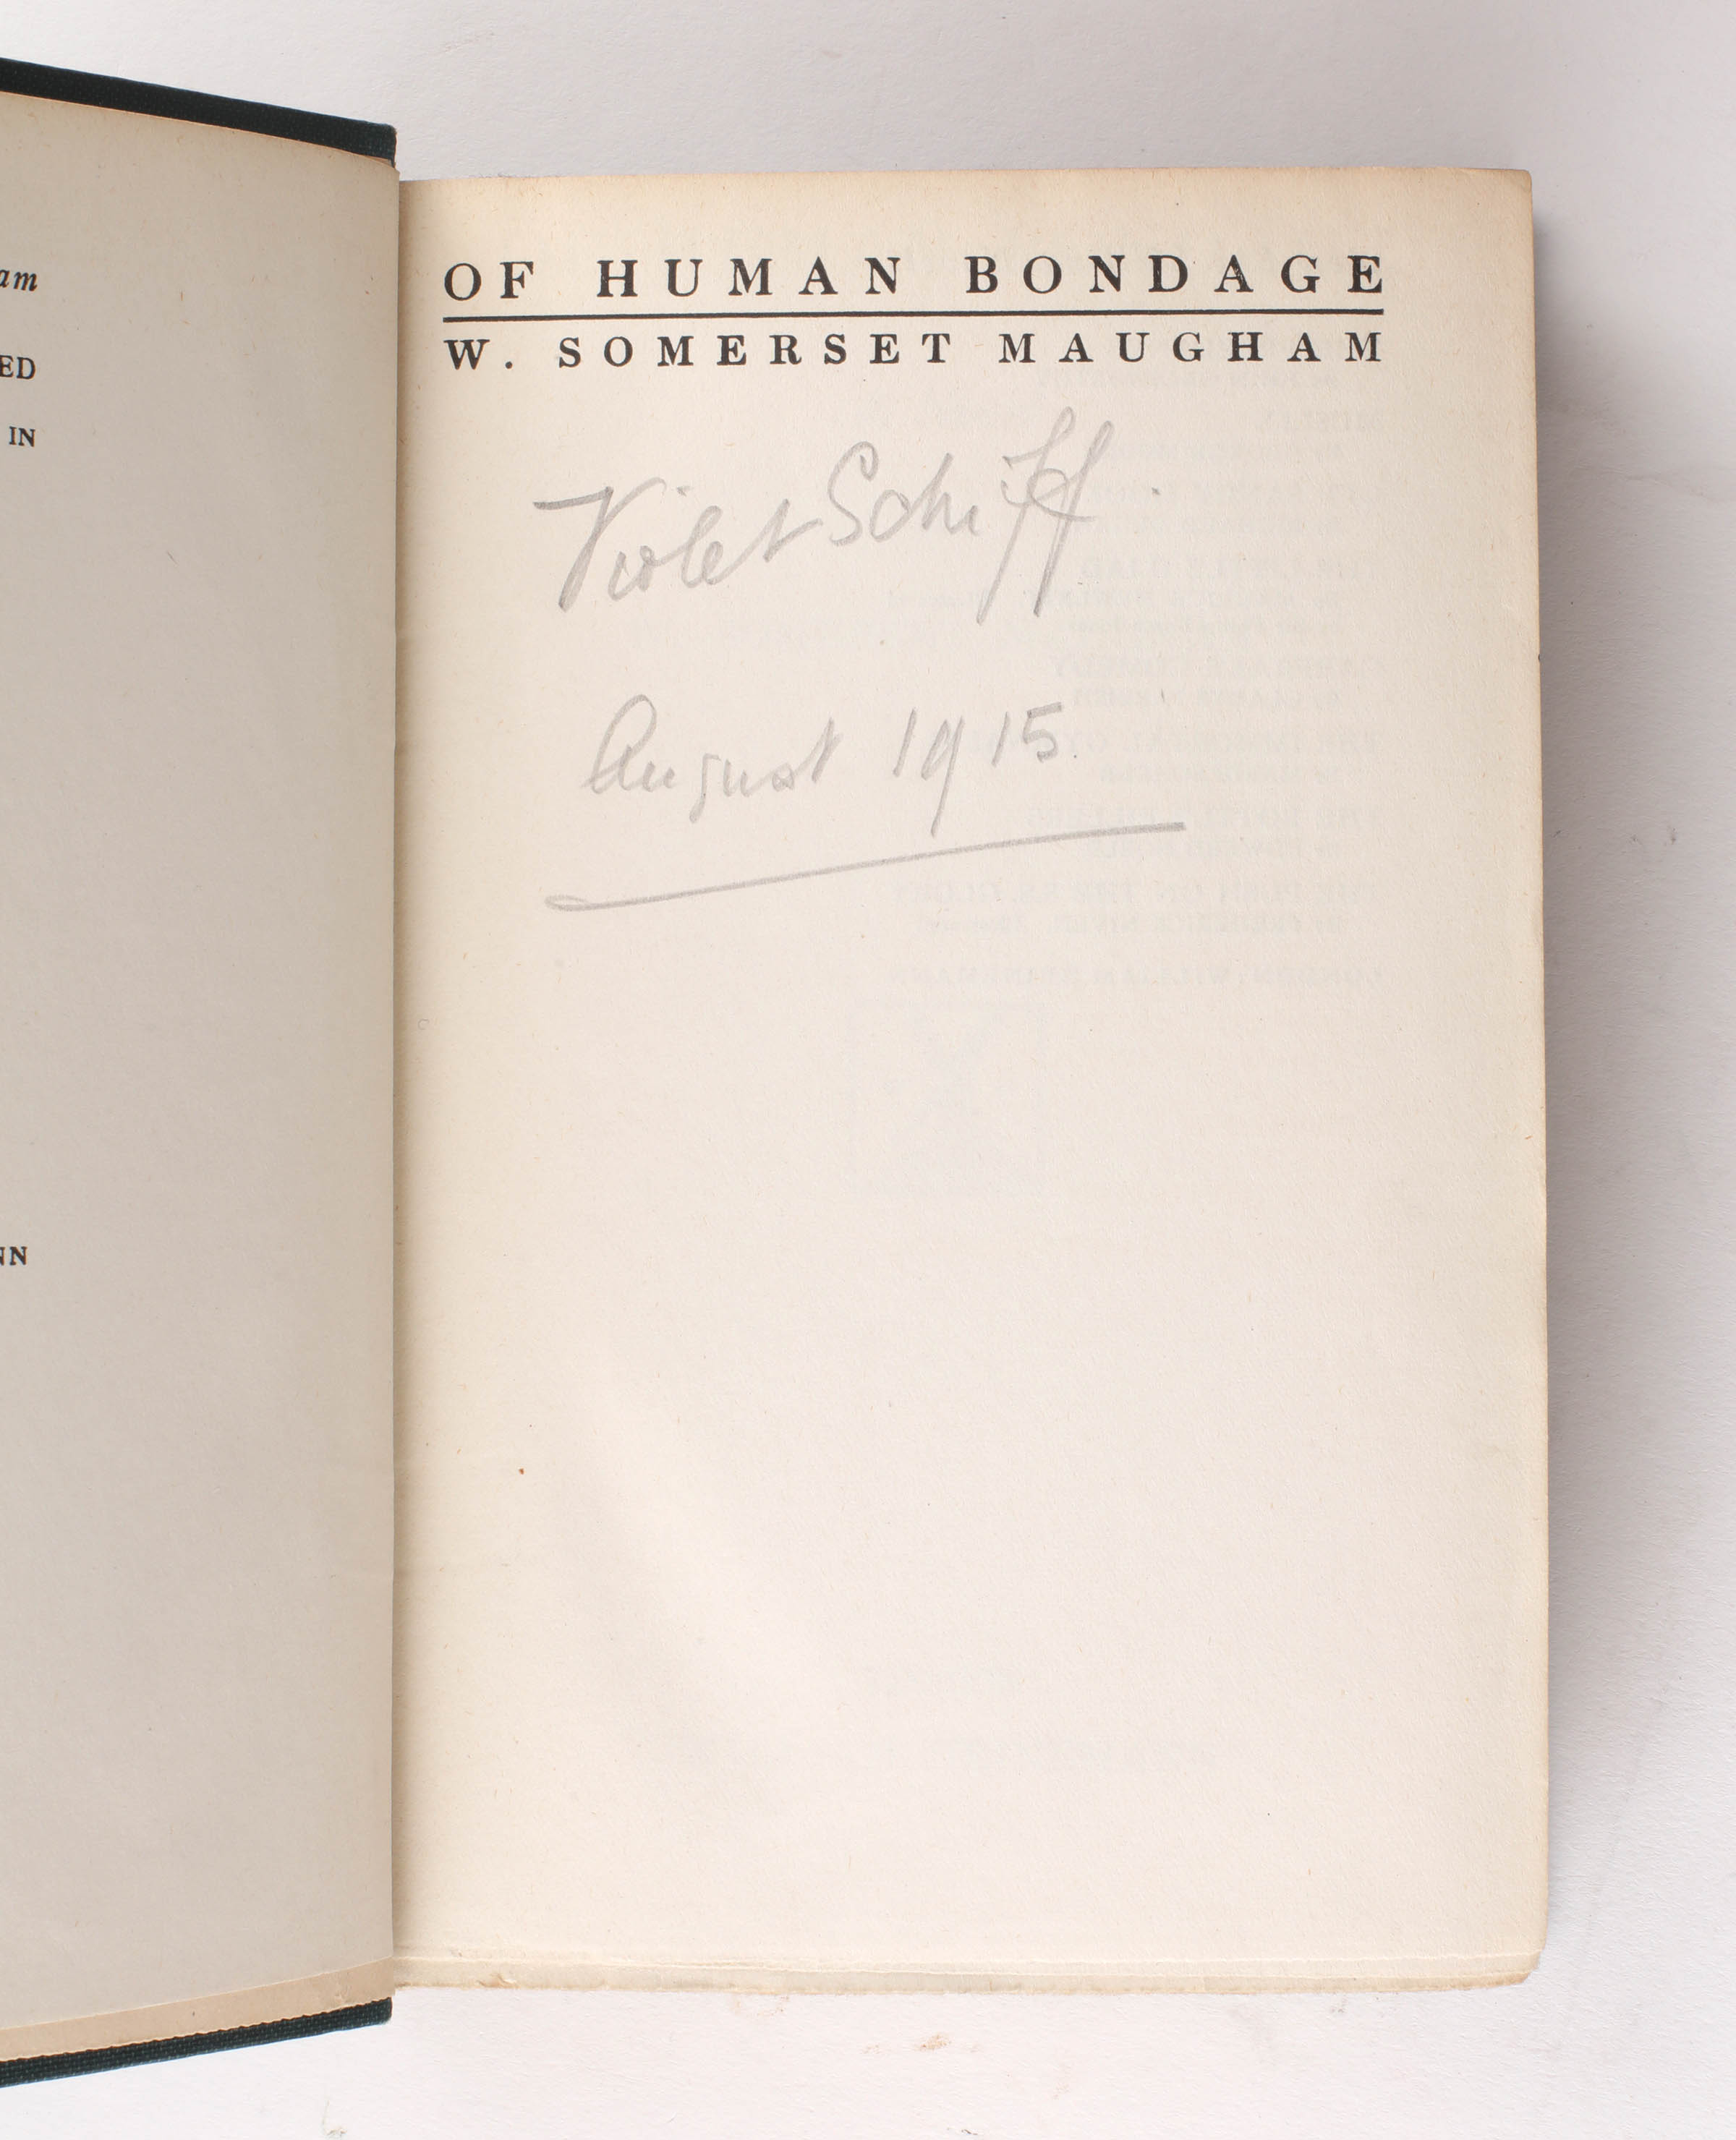 am
ED
IN
NN
OF HUMAN BONDAGE
W. SOMERSET MAUGHAM
Violet Schiff.
August 1915.